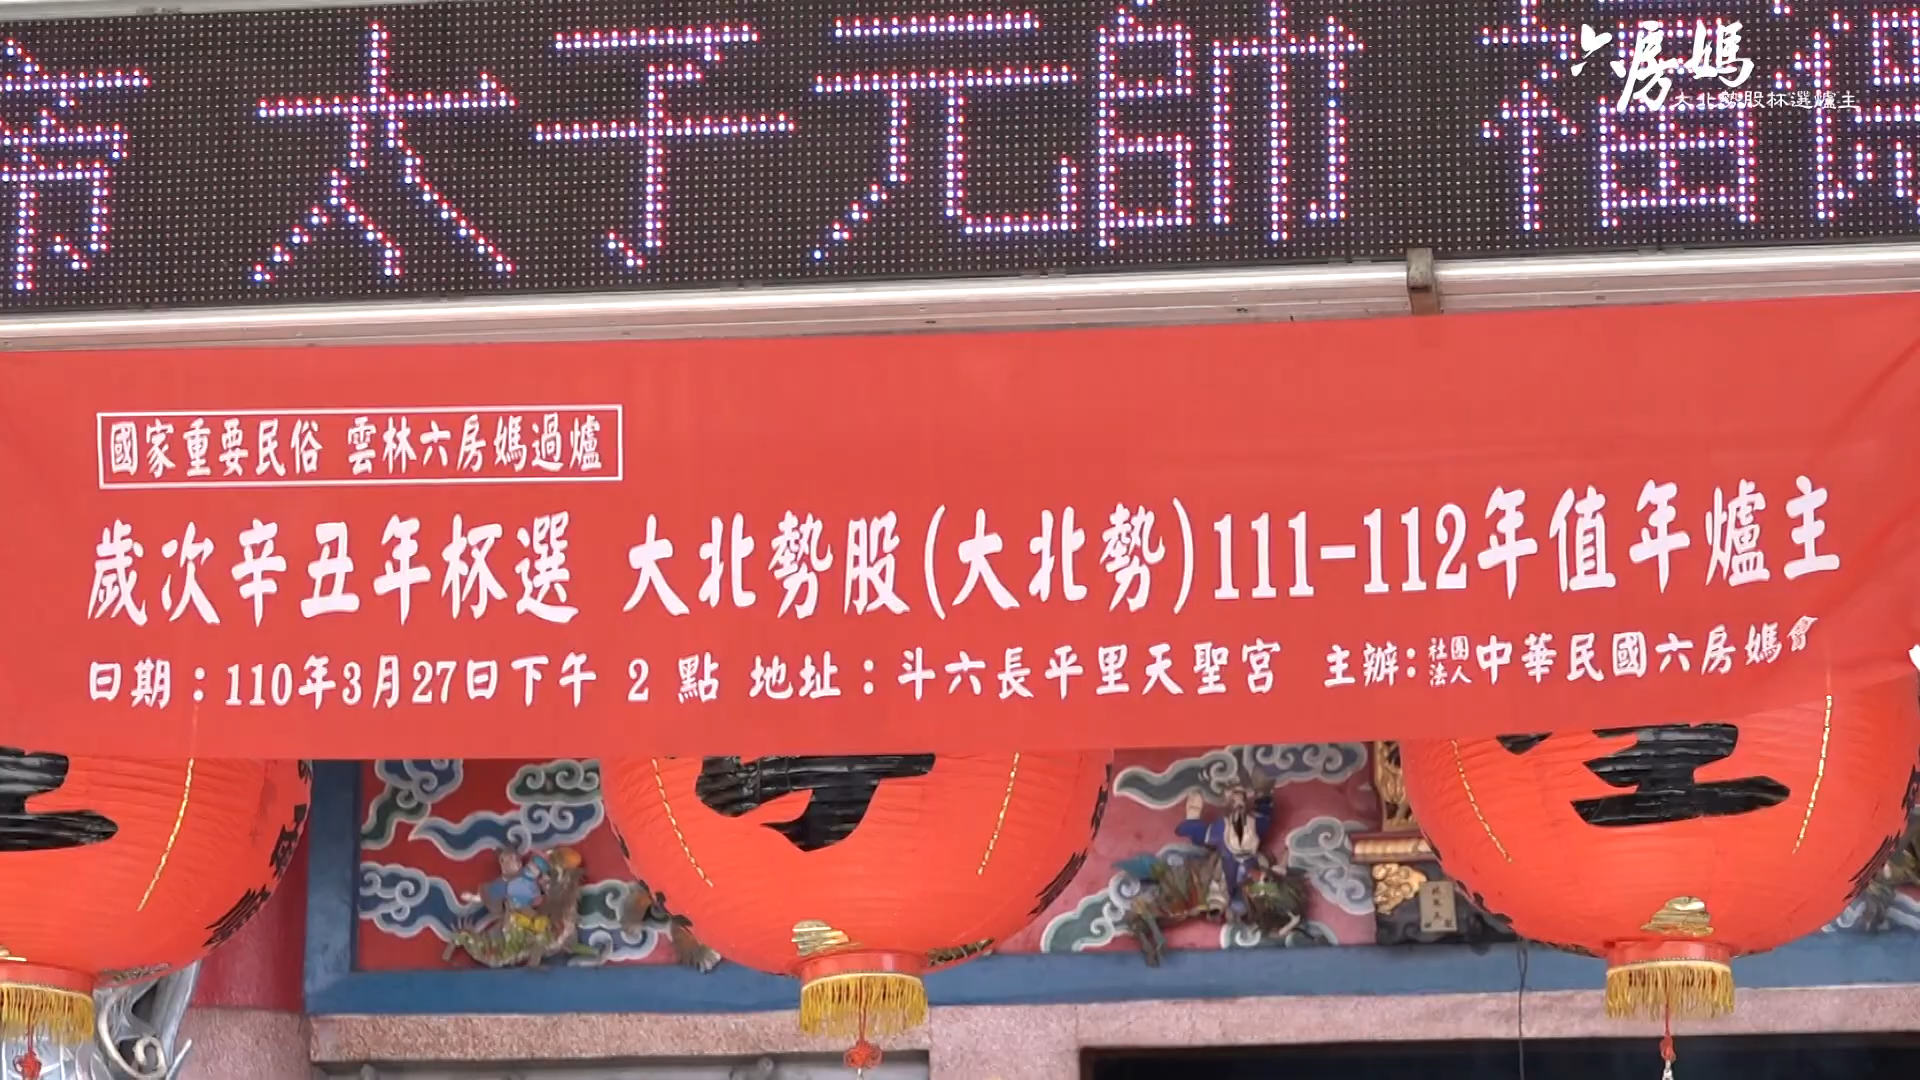 帝 太子元帥 福
六房媽
大北勢股杯選爐主
國家重要民俗 雲林六房媽過爐
歲次辛丑年杯選 大北勢股(大北勢)111-112年值年爐主
日期：110年3月27日下午 2 點 地址：斗六長平里天聖宮 主辦：社團法人中華民國六房媽會